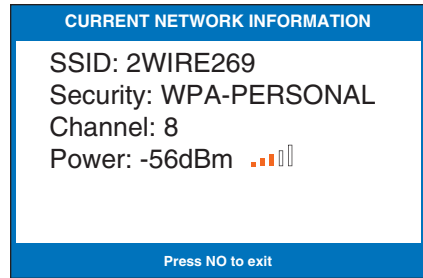 CURRENT NETWORK INFORMATION
SSID: 2WIRE269
Security: WPA-PERSONAL
Channel: 8
Power: -56dBm
Press NO to exit